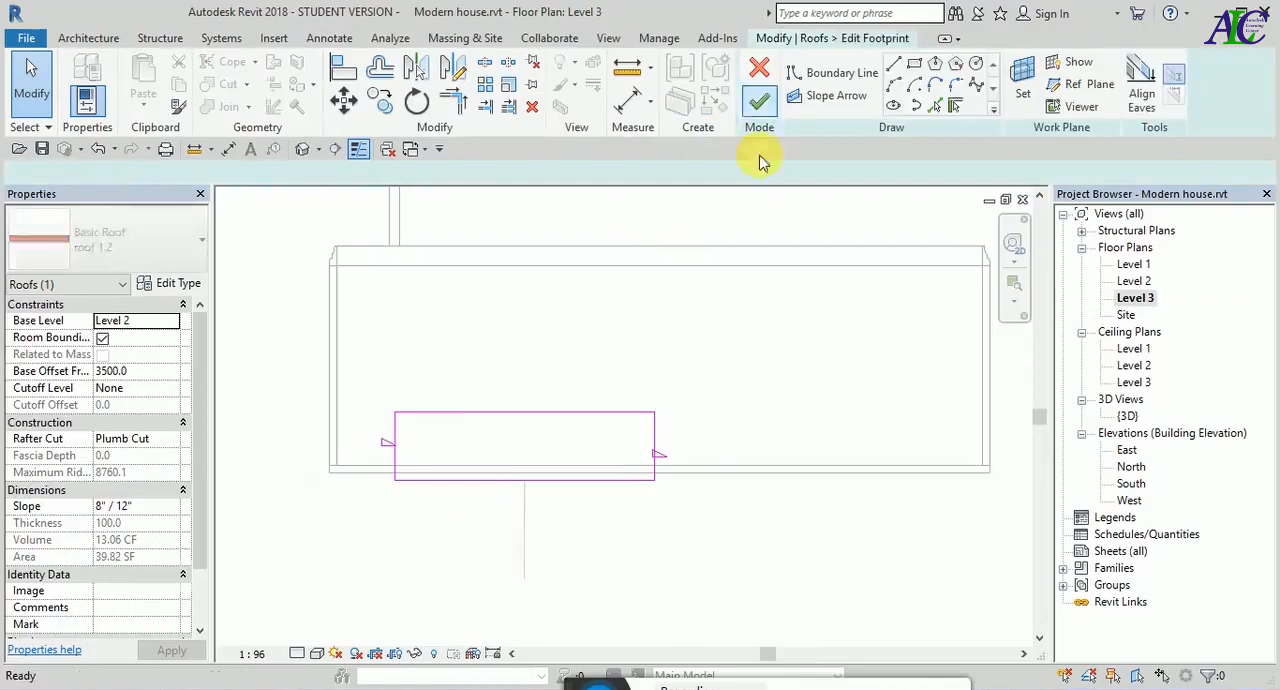 Autodesk Revit 2018 - STUDENT VERSION - Modern house.rvt - Floor Plan: Level 3
Type a keyword or phrase
Sign In
ALC
File Architecture Structure Systems Insert Annotate Analyze Massing & Site Collaborate View Manage Add-Ins Modify | Roofs > Edit Footprint
Modify
Paste
Cope
Cut
Join
Boundary Line
Slope Arrow
Set
Show
Ref Plane
Viewer
Align
Eaves
Select Properties Clipboard Geometry Modify View Measure Create Mode Draw Work Plane Tools
Properties
Basic Roof
roof 1.2
Roofs (1)
Edit Type
Constraints
Base Level Level 2
Room Boundi...
Related to Mass
Base Offset Fr... 3500.0
Cutoff Level None
Cutoff Offset 0.0
Construction
Rafter Cut Plumb Cut
Fascia Depth 0.0
Maximum Rid... 8760.1
Dimensions
Slope 8" / 12"
Thickness 100.0
Volume 13.06 CF
Area 39.82 SF
Identity Data
Image
Comments
Mark
Properties help
Apply
2D
Project Browser - Modern house.rvt
Views (all)
Structural Plans
Floor Plans
Level 1
Level 2
Level 3
Site
Ceiling Plans
Level 1
Level 2
Level 3
3D Views
{3D}
Elevations (Building Elevation)
East
North
South
West
Legends
Schedules/Quantities
Sheets (all)
Families
Groups
Revit Links
1 : 96
Ready
:0
Main Model
:0